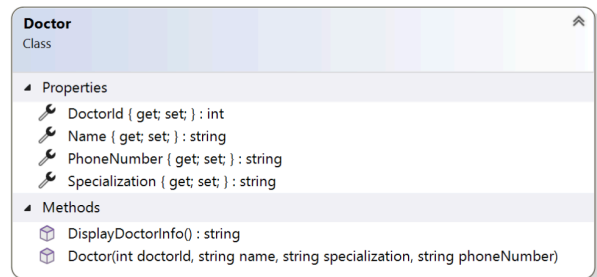 Doctor
Class
Properties
DoctorId { get; set; } : int
Name { get; set; } : string
PhoneNumber { get; set; } : string
Specialization { get; set; } : string
Methods
DisplayDoctorInfo() : string
Doctor(int doctorId, string name, string specialization, string phoneNumber)